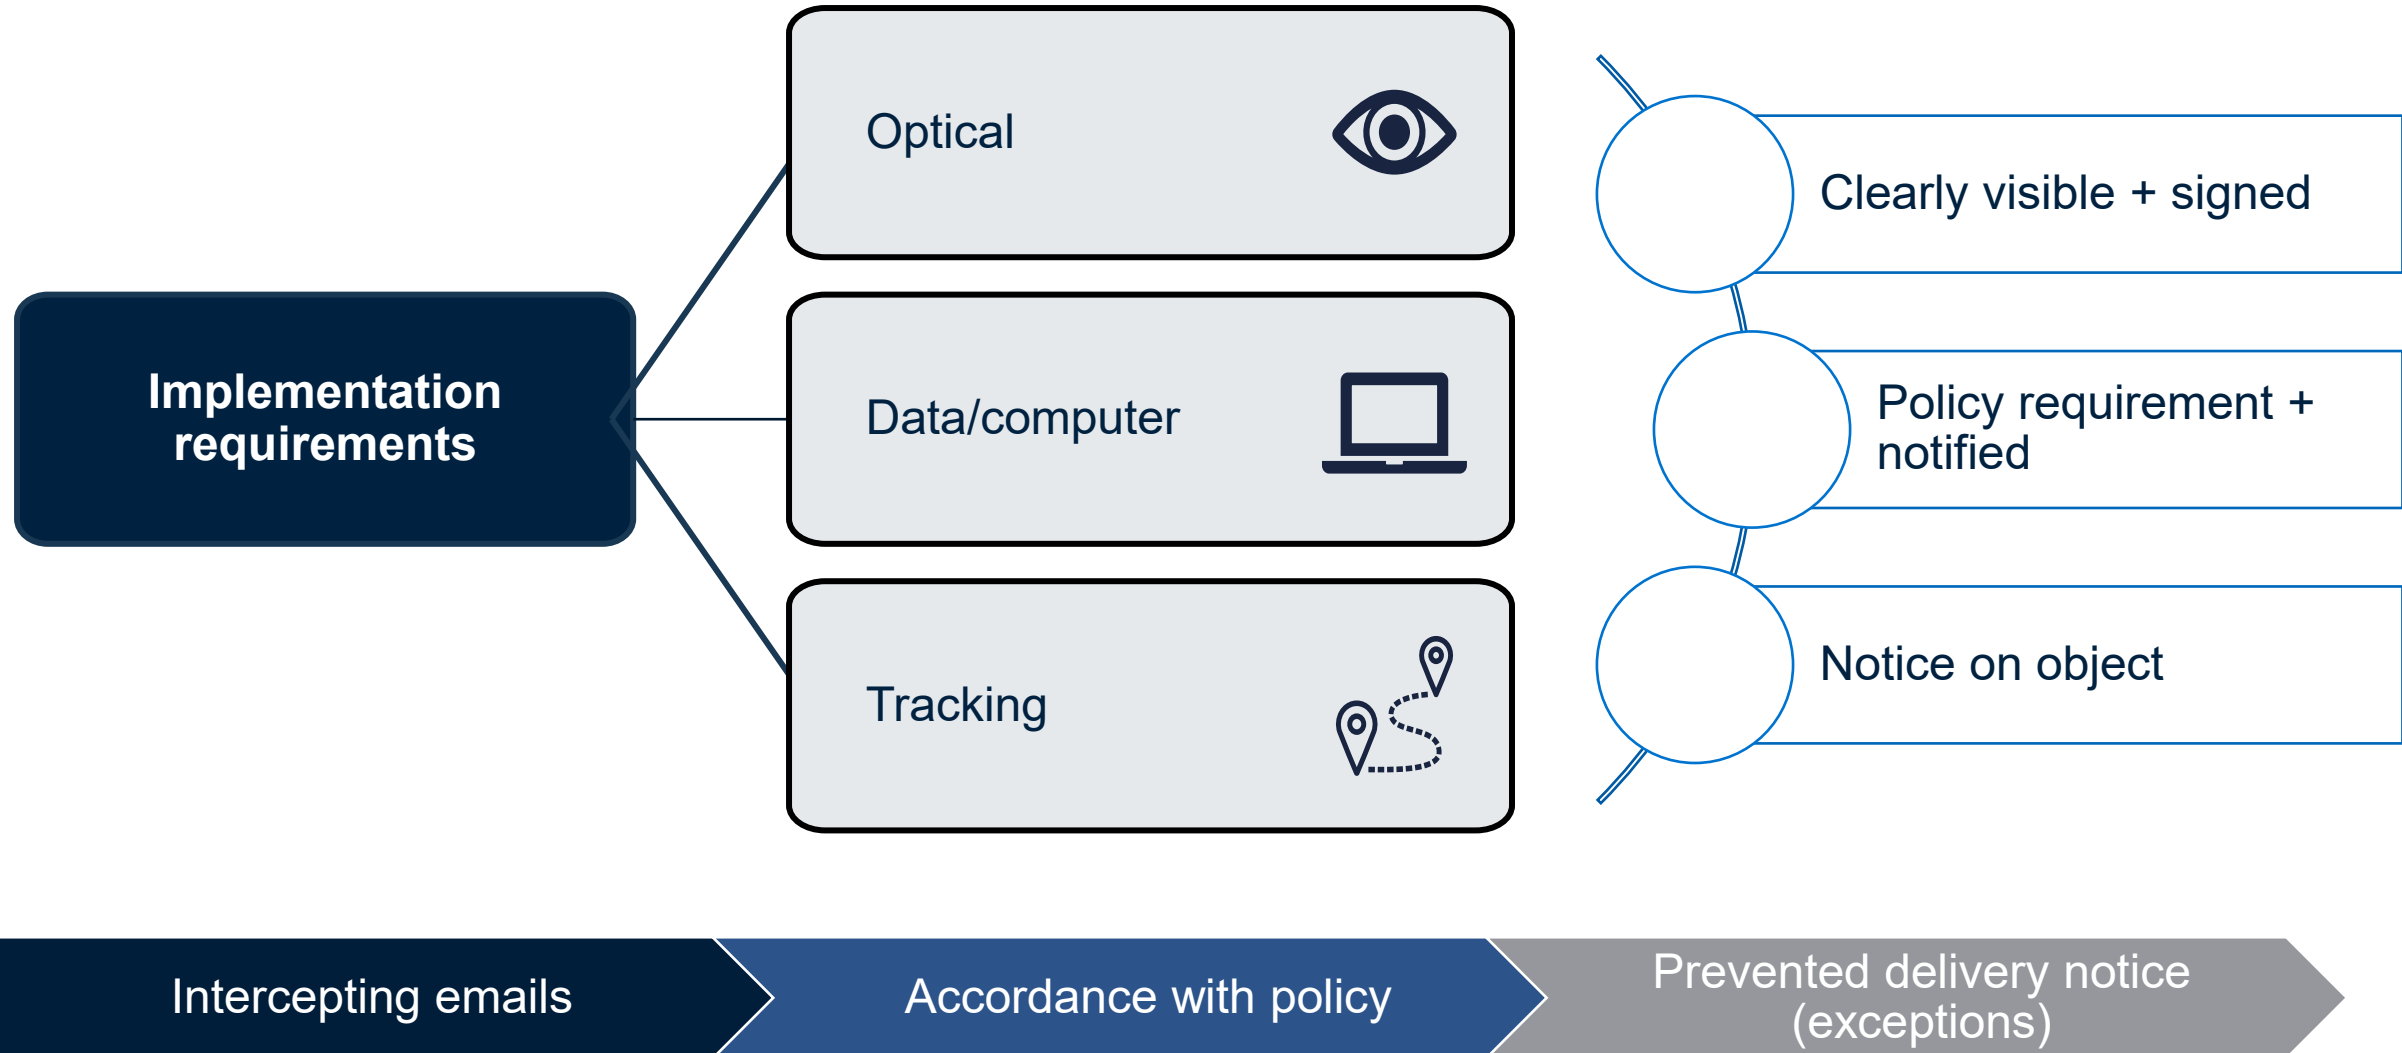 Implementation
requirements
Optical
Data/computer
Tracking
Clearly visible + signed
Policy requirement +
notified
Notice on object
Intercepting emails
Accordance with policy
Prevented delivery notice
(exceptions)